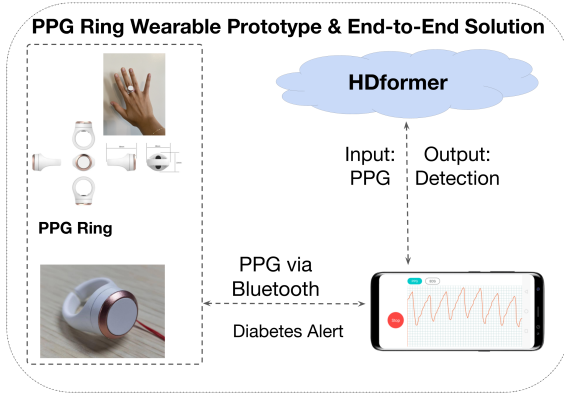 PPG Ring Wearable Prototype & End-to-End Solution
HDformer
Input: Output:
PPG Detection
PPG Ring
PPG via
Bluetooth
Diabetes Alert
Stop